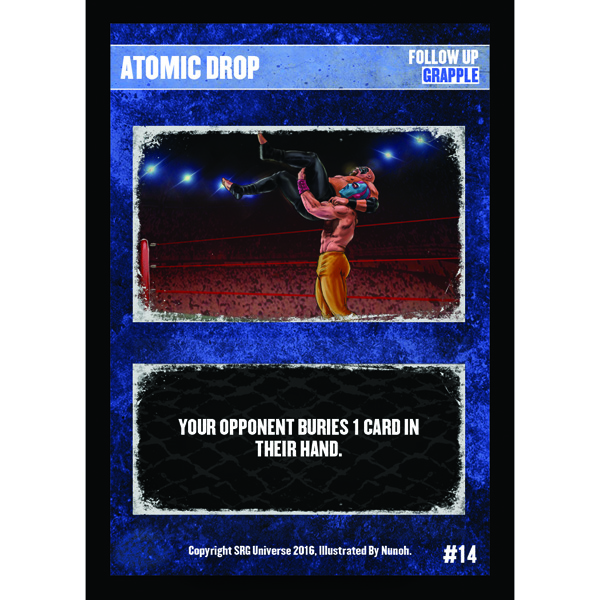 ATOMIC DROP
FOLLOW UP
GRAPPLE
YOUR OPPONENT BURIES 1 CARD IN
THEIR HAND.
Copyright SRG Universe 2016, Illustrated By Nunoh.
#14